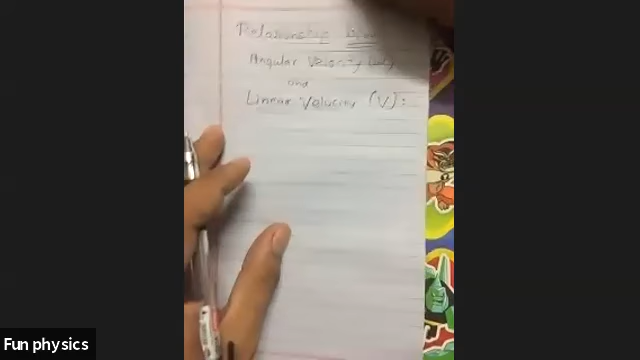 Relationship
Angular Velocity
and
Linear Velocity (V):
Fun physics